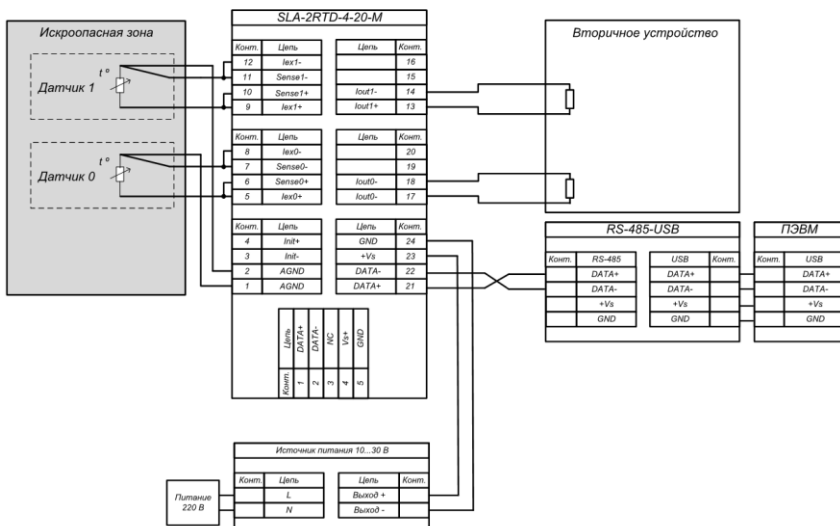 SLA-2RTD-4-20-M
Искроопасная зона
Датчик 1
t º
Датчик 0
t º
Конт. Цепь Цепь Конт.
12 Iex1- 16
11 Sense1- 15
10 Sense1+ Iout1- 14
9 Iex1+ Iout1+ 13
Конт. Цепь Цепь Конт.
8 Iex0- 20
7 Sense0- 19
6 Sense0+ Iout0- 18
5 Iex0+ Iout0- 17
Конт. Цепь Цепь Конт.
4 Init+ GND 24
3 Init- +Vs 23
2 AGND DATA- 22
1 AGND DATA+ 21
Цепь DATA+ DATA- NC Vs+ GND
Конт. 1 2 3 4 5
Вторичное устройство
RS-485-USB
Конт. RS-485 USB Конт.
DATA+ DATA+
DATA- DATA-
+Vs +Vs
GND GND
ПЭВМ
Конт. USB
DATA+
DATA-
+Vs
GND
Источник питания 10...30 В
Конт. Цепь Цепь Конт.
L Выход +
N Выход -
Питание
220 В